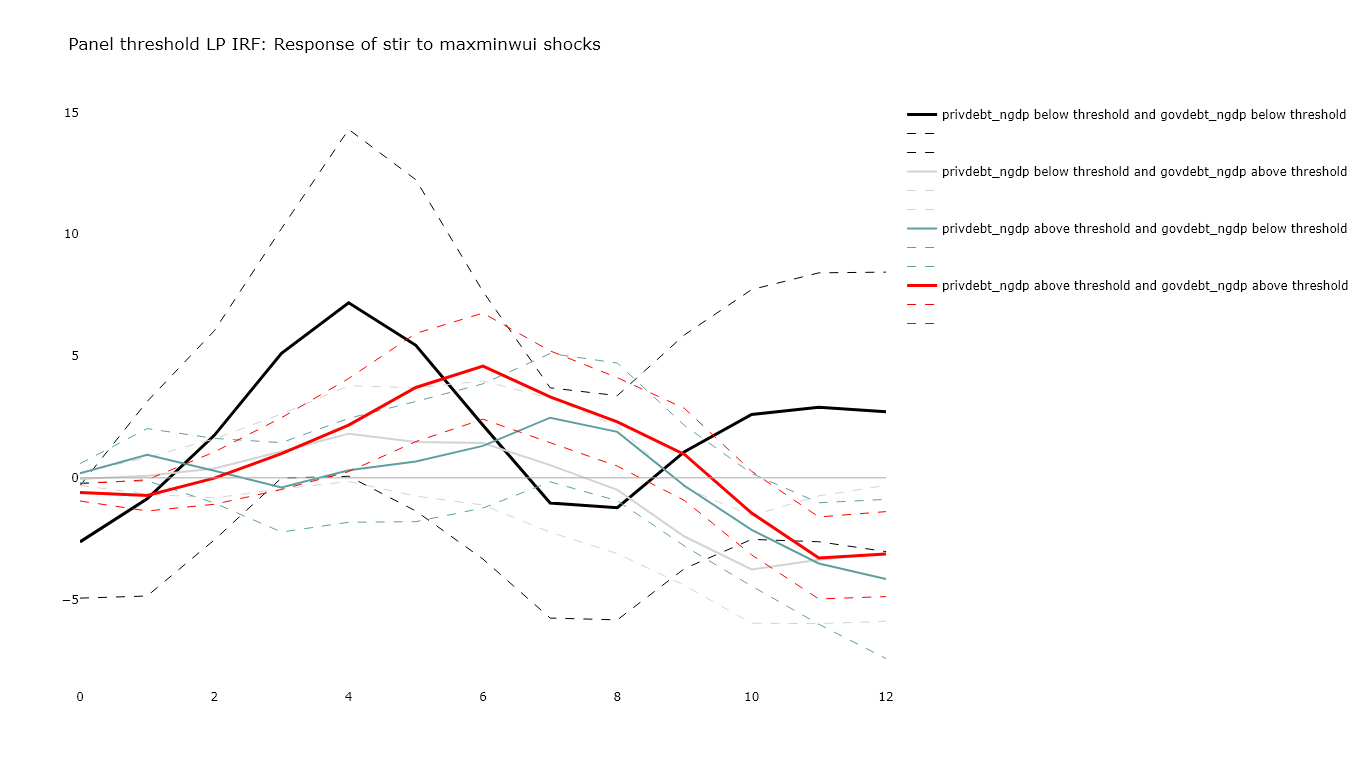 Panel threshold LP IRF: Response of stir to maxminwui shocks
15
10
5
0
−5
0 2 4 6 8 10 12
privdebt_ngdp below threshold and govdebt_ngdp below threshold
privdebt_ngdp below threshold and govdebt_ngdp above threshold
privdebt_ngdp above threshold and govdebt_ngdp below threshold
privdebt_ngdp above threshold and govdebt_ngdp above threshold